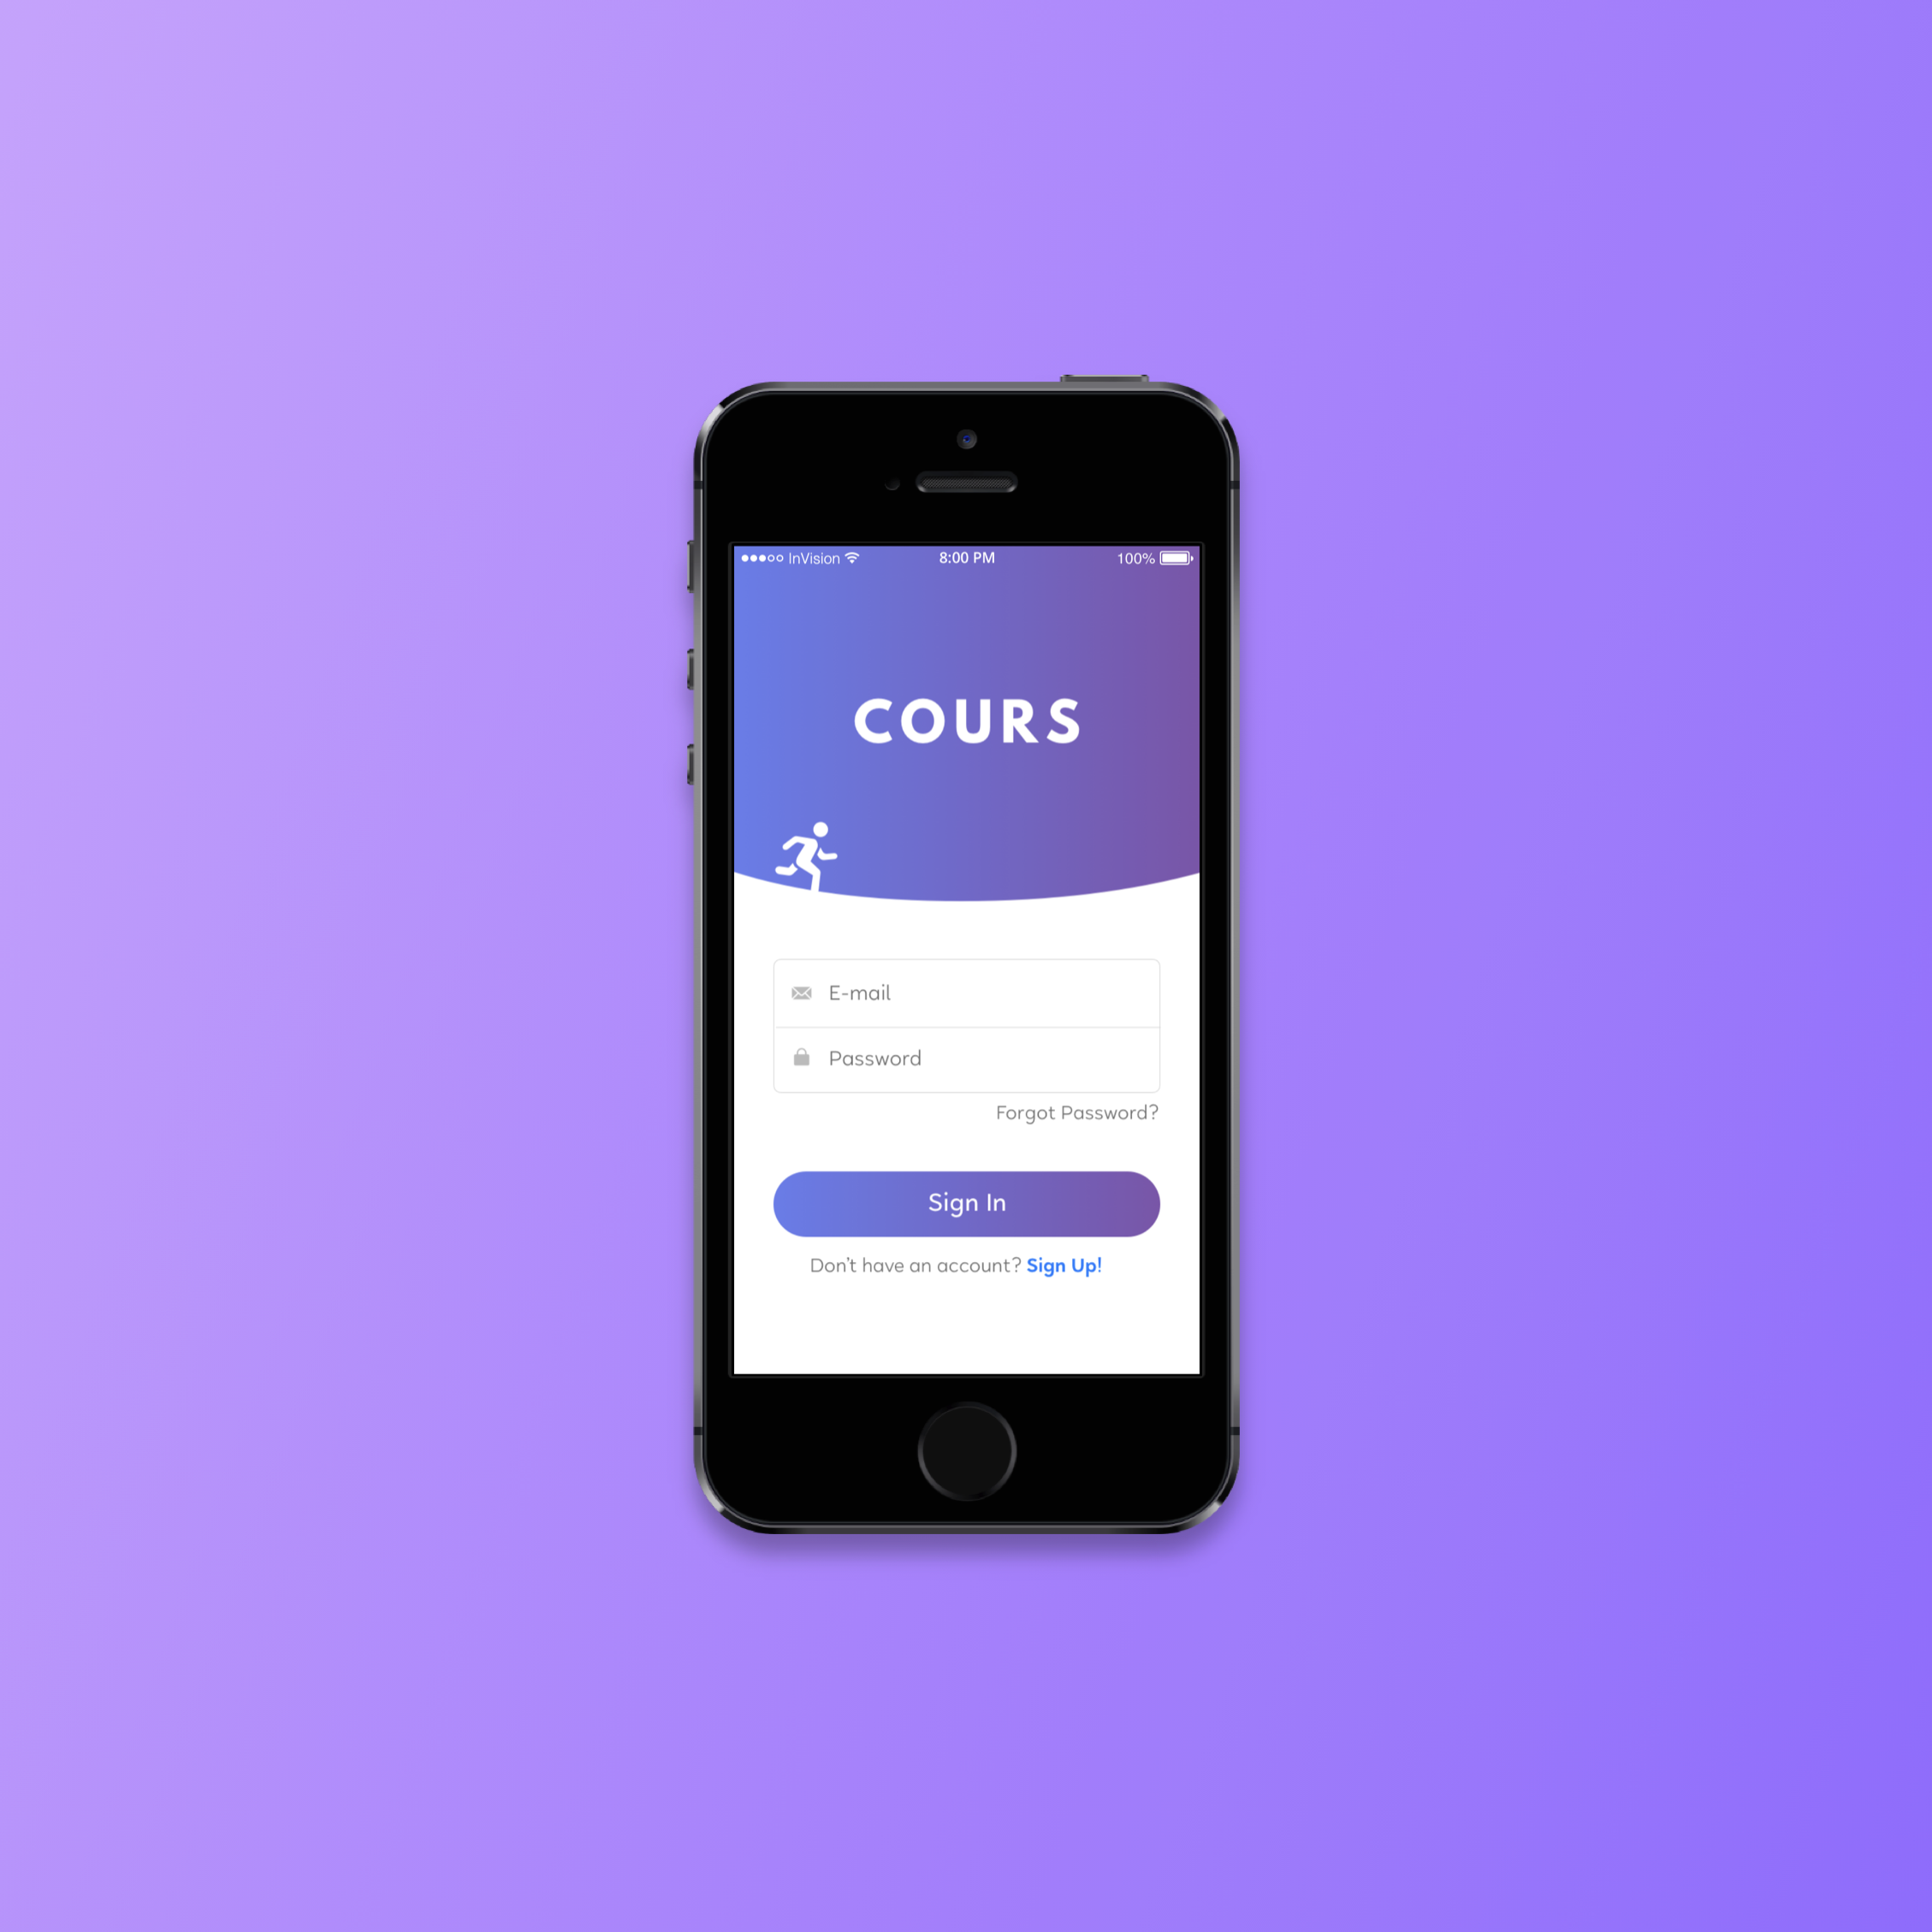 InVision 8:00 PM 100%
COURS
E-mail
Password
Forgot Password?
Sign In
Don't have an account? Sign Up!